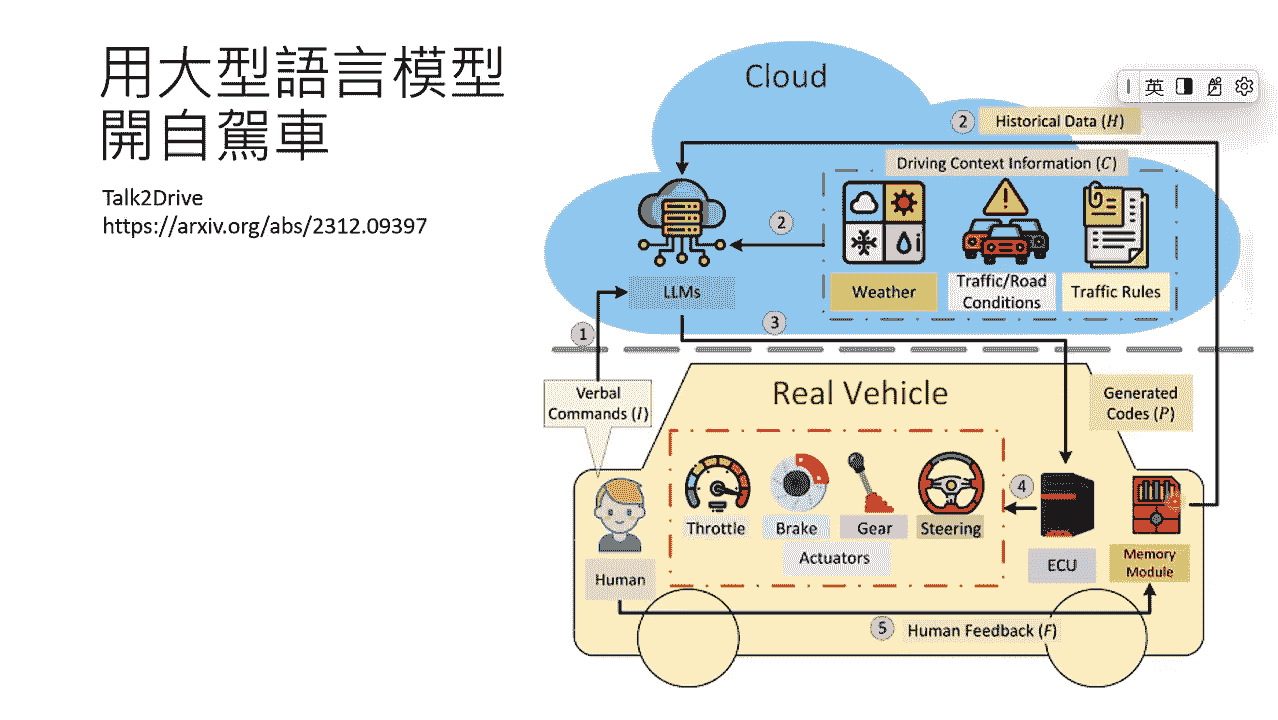 用大型語言模型
開自駕車
Talk2Drive
https://arxiv.org/abs/2312.09397
Cloud
英
2
Historical Data (H)
Driving Context Information (C)
2
i
LLMs
Weather
Traffic/Road
Conditions
Traffic Rules
1
3
Verbal
Commands (I)
Real Vehicle
Generated
Codes (P)
4
Throttle
Brake
Gear
Steering
Actuators
Human
ECU
Memory
Module
5
Human Feedback (F)